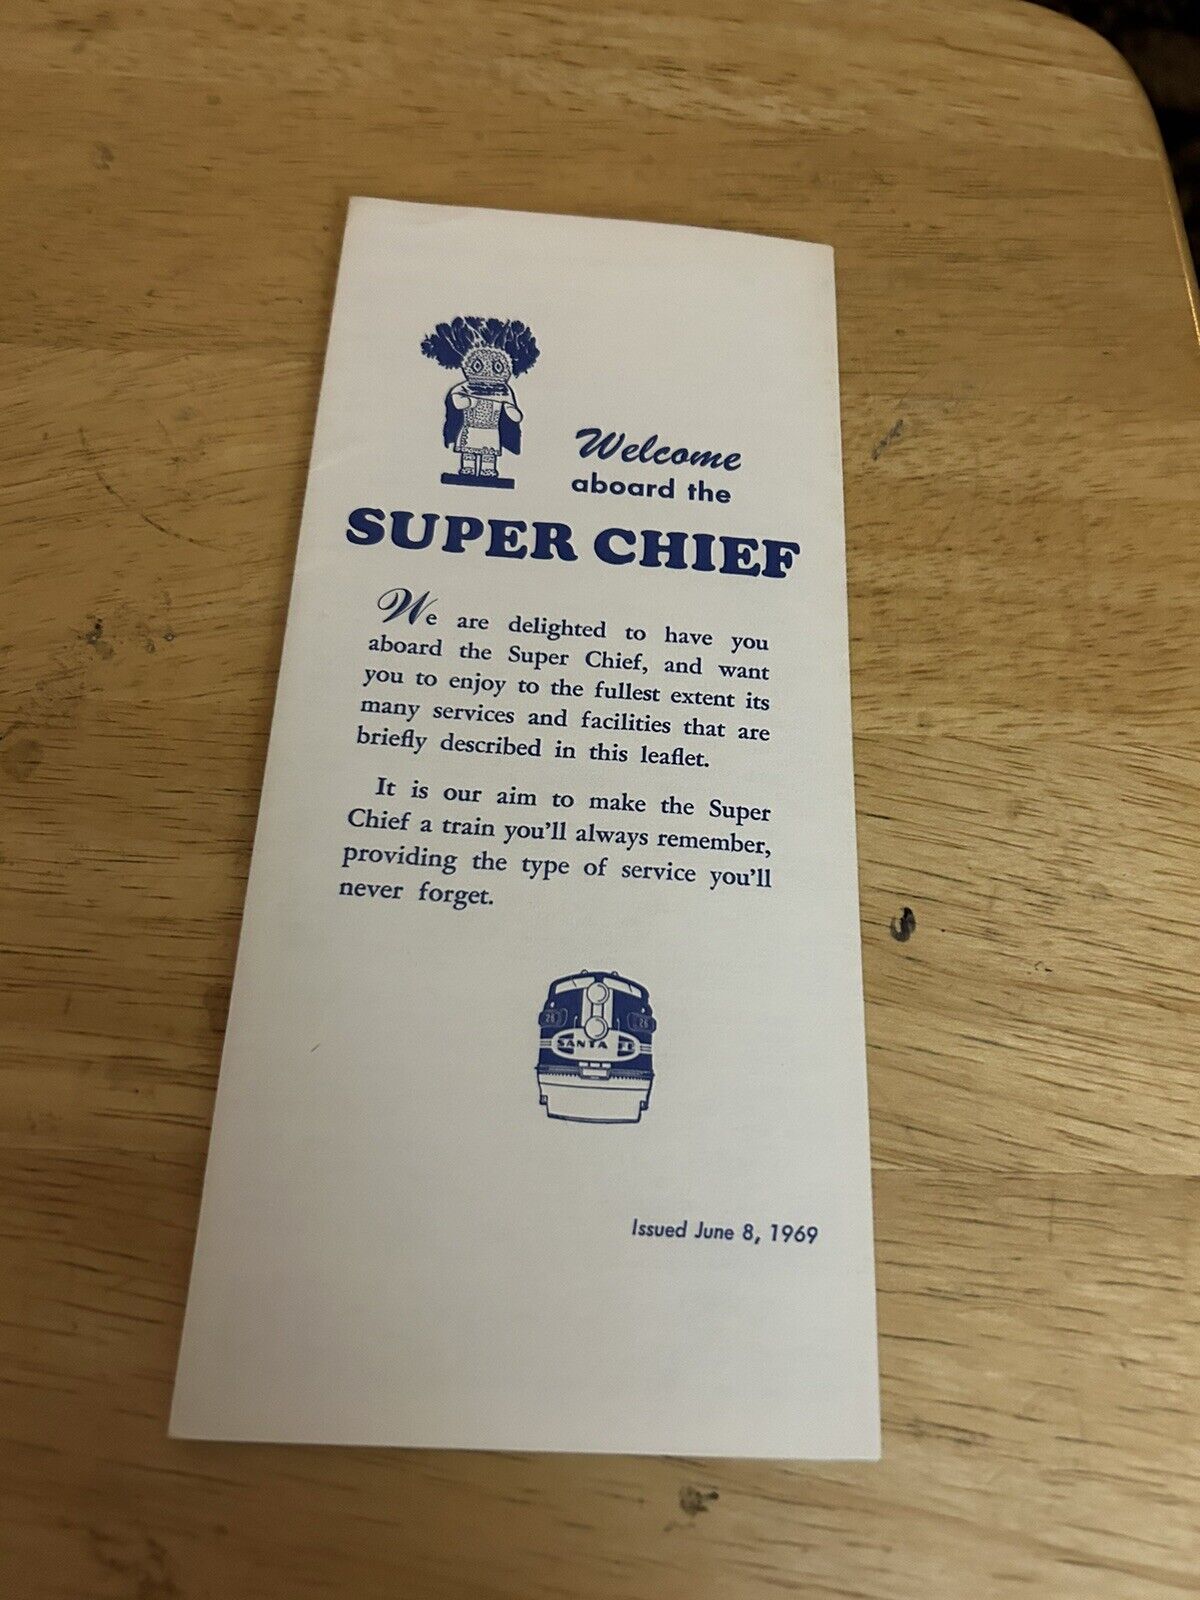 Welcome
aboard the
SUPER CHIEF
We are delighted to have you
aboard the Super Chief, and want
you to enjoy to the fullest extent its
many services and facilities that are
briefly described in this leaflet.
It is our aim to make the Super
Chief a train you'll always remember,
providing the type of service you'll
never forget.
26 26
SANTA FE
Issued June 8, 1969